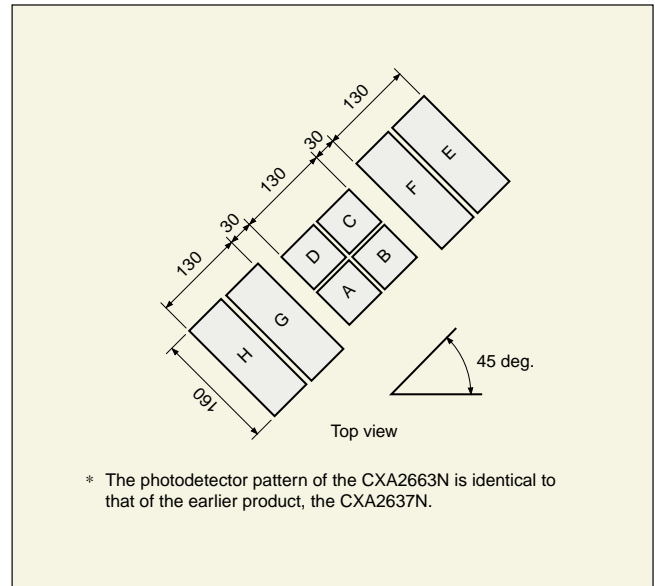 130
30
130
30
130
E
F
C
D
B
A
G
H
160
45 deg.
Top view
* The photodetector pattern of the CXA2663N is identical to
that of the earlier product, the CXA2637N.